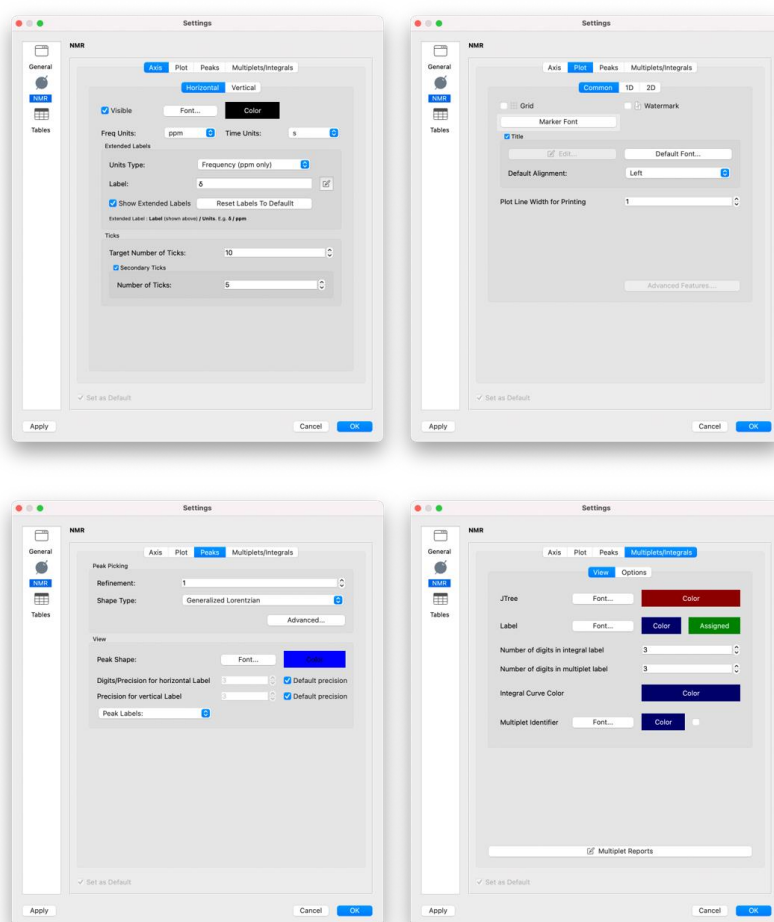 Settings
NMR
General
NMR
Tables
Axis Plot Peaks Multiplets/Integrals
Horizontal Vertical
Visible Font... Color
Freq Units: ppm Time Units: s
Extended Labels
Units Type: Frequency (ppm only)
Label: δ
Show Extended Labels Reset Labels To Default
Extended Label : Label (shown above) / Units. E.g. δ / ppm
Ticks
Target Number of Ticks: 10
Secondary Ticks
Number of Ticks: 5
Set as Default
Apply Cancel OK
Settings
NMR
General
NMR
Tables
Axis Plot Peaks Multiplets/Integrals
Common 1D 2D
Grid Watermark
Marker Font
Title
Edit... Default Font...
Default Alignment: Left
Plot Line Width for Printing 1
Advanced Features...
Set as Default
Apply Cancel OK
Settings
NMR
General
NMR
Tables
Axis Plot Peaks Multiplets/Integrals
Peak Picking
Refinement: 1
Shape Type: Generalized Lorentzian
Advanced...
View
Peak Shape: Font... Color
Digits/Precision for horizontal Label 3 Default precision
Precision for vertical Label 3 Default precision
Peak Labels:
Set as Default
Apply Cancel OK
Settings
NMR
General
NMR
Tables
Axis Plot Peaks Multiplets/Integrals
View Options
JTree Font... Color
Label Font... Color Assigned
Number of digits in integral label 3
Number of digits in multiplet label 3
Integral Curve Color Color
Multiplet Identifier Font... Color
Multiplet Reports
Set as Default
Apply Cancel OK